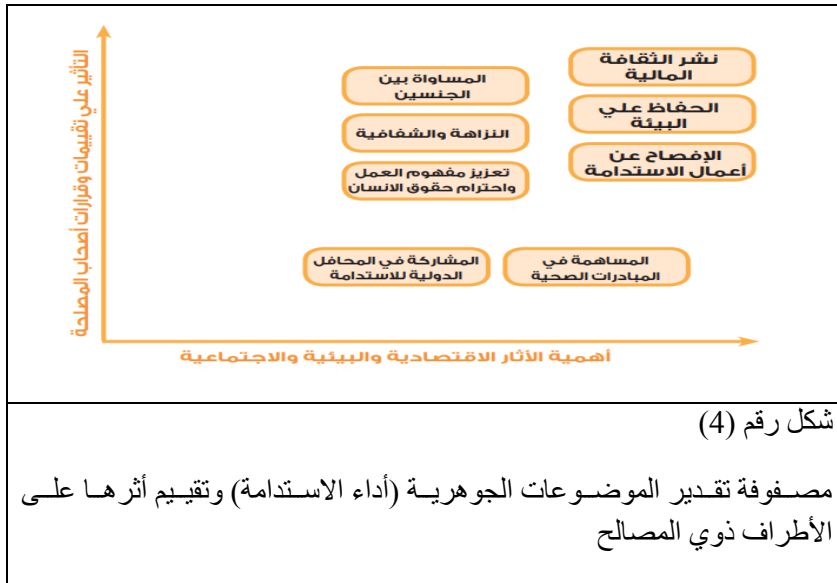 التأثير علي تقييمات وقرارات أصحاب المصلحة
نشر الثقافة
المالية
المساواة بين
الجنسين
الحفاظ علي
البيئة
النزاهة والشفافية
الإفصاح عن
أعمال الاستدامة
تعزيز مفهوم العمل
واحترام حقوق الانسان
المساهمة في
المبادرات الصحية
المشاركة في المحافل
الدولية للاستدامة
أهمية الأثار الاقتصادية والبيئية والاجتماعية
شكل رقم (4)
مصفوفة تقدير الموضوعات الجوهرية (أداء الاستدامة) وتقييم أثرها على
الأطراف ذوي المصالح